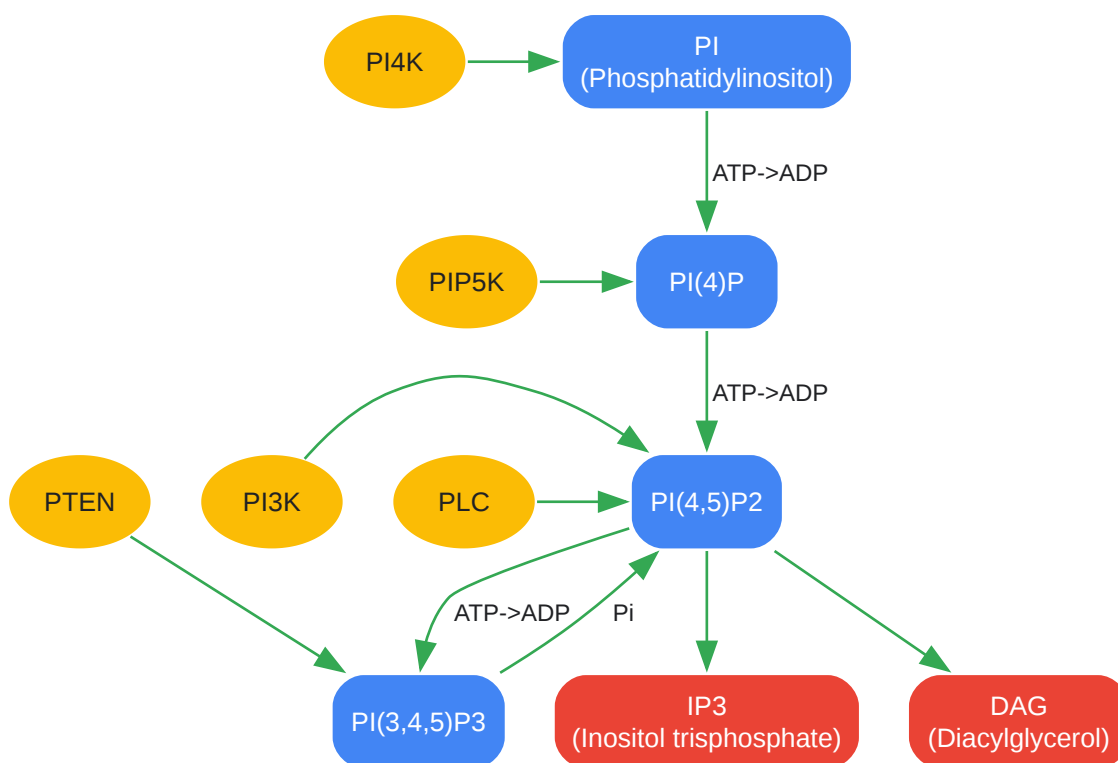 PI4K
PI
(Phosphatidylinositol)
ATP->ADP
PIP5K
PI(4)P
ATP->ADP
PTEN
PI3K
PLC
PI(4,5)P2
ATP->ADP
Pi
PI(3,4,5)P3
IP3
(Inositol trisphosphate)
DAG
(Diacylglycerol)